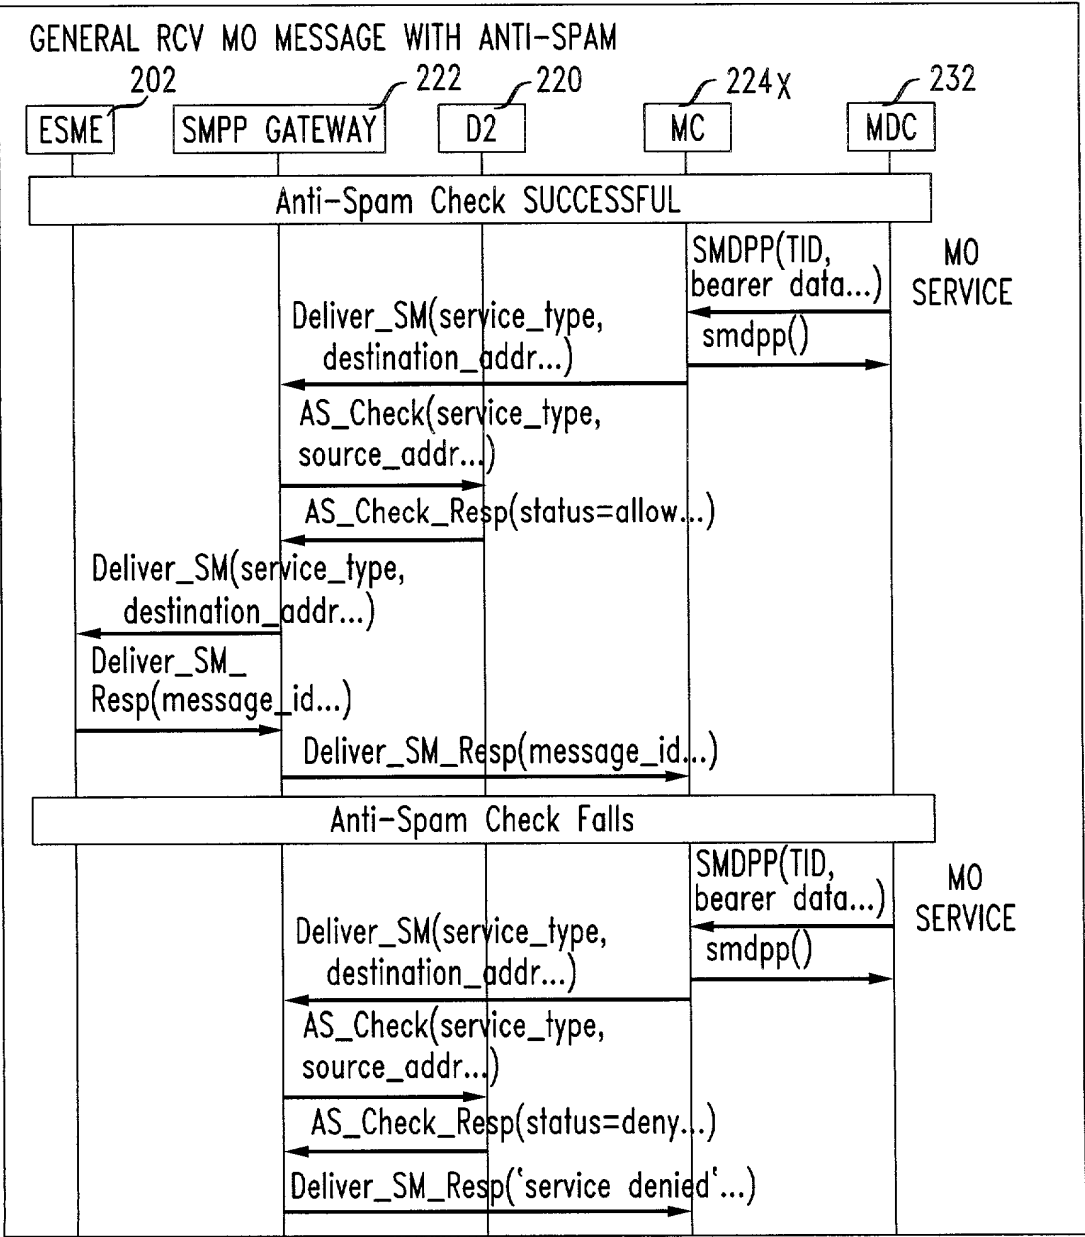 GENERAL RCV MO MESSAGE WITH ANTI-SPAM
202
222
220
224X
232
ESME
SMPP GATEWAY
D2
MC
MDC
Anti-Spam Check SUCCESSFUL
SMDPP(TID,
bearer data...)
MO
SERVICE
smdpp()
Deliver_SM(service_type,
destination_addr...)
AS_Check(service_type,
source_addr...)
AS_Check_Resp(status=allow...)
Deliver_SM(service_type,
destination_addr...)
Deliver_SM_
Resp(message_id...)
Deliver_SM_Resp(message_id...)
Anti-Spam Check Falls
SMDPP(TID,
bearer data...)
MO
SERVICE
smdpp()
Deliver_SM(service_type,
destination_addr...)
AS_Check(service_type,
source_addr...)
AS_Check_Resp(status=deny...)
Deliver_SM_Resp(‘service denied‘...)